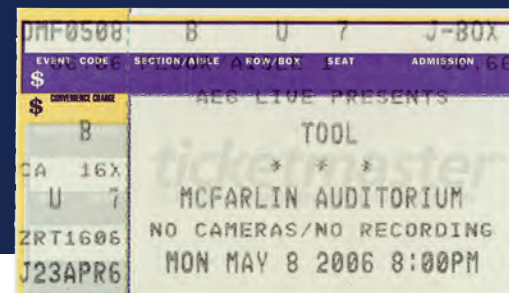 DMF0508 B U 7 J-BOX
EVENT CODE SECTION/AISLE ROW/BOX SEAT ADMISSION
$
AEG LIVE PRESENTS
$ CONVENIENCE CHARGE
B
TOOL
ticketmaster
* * *
CA 16X
U 7
MCFARLIN AUDITORIUM
NO CAMERAS/NO RECORDING
ZRT1606
MON MAY 8 2006 8:00PM
J23APR6